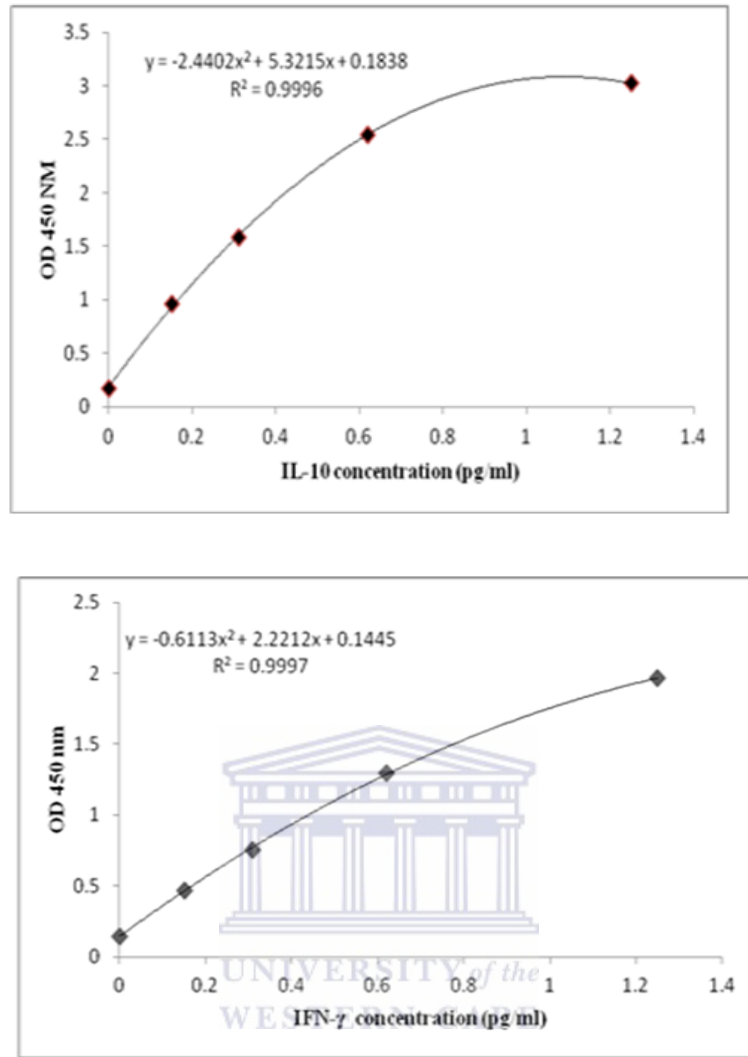 3.5
y = -2.4402x² + 5.3215x + 0.1838
R² = 0.9996
3
2.5
2
1.5
1
0.5
0
OD 450 NM
0 0.2 0.4 0.6 0.8 1 1.2 1.4
IL-10 concentration (pg/ml)
2.5
y = -0.6113x² + 2.2212x + 0.1445
R² = 0.9997
2
1.5
1
0.5
0
OD 450 nm
UNIVERSITY of the
0 0.2 0.4 0.6 0.8 1 1.2 1.4
WESTERN CAPE
IFN-γ concentration (pg/ml)